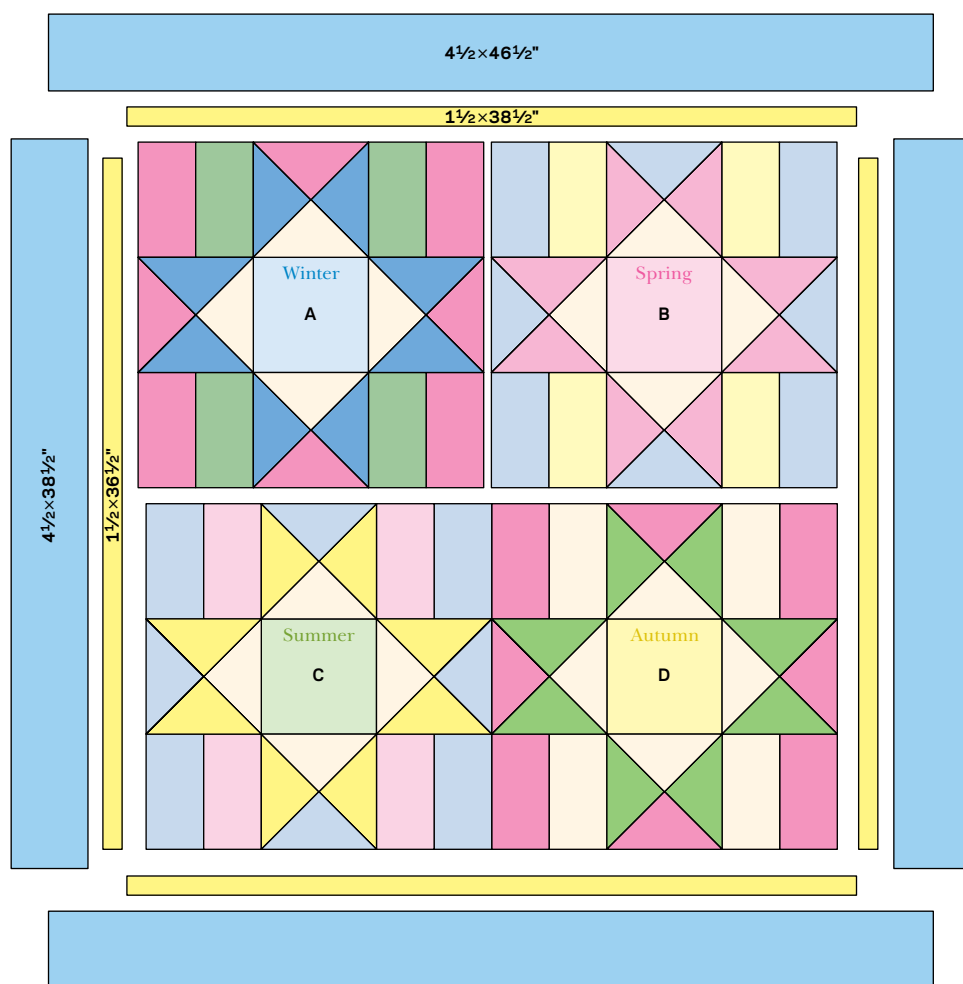 4½×46½"
1½×38½"
4½×38½"
1½×36½"
Winter
A
Spring
B
Summer
C
Autumn
D